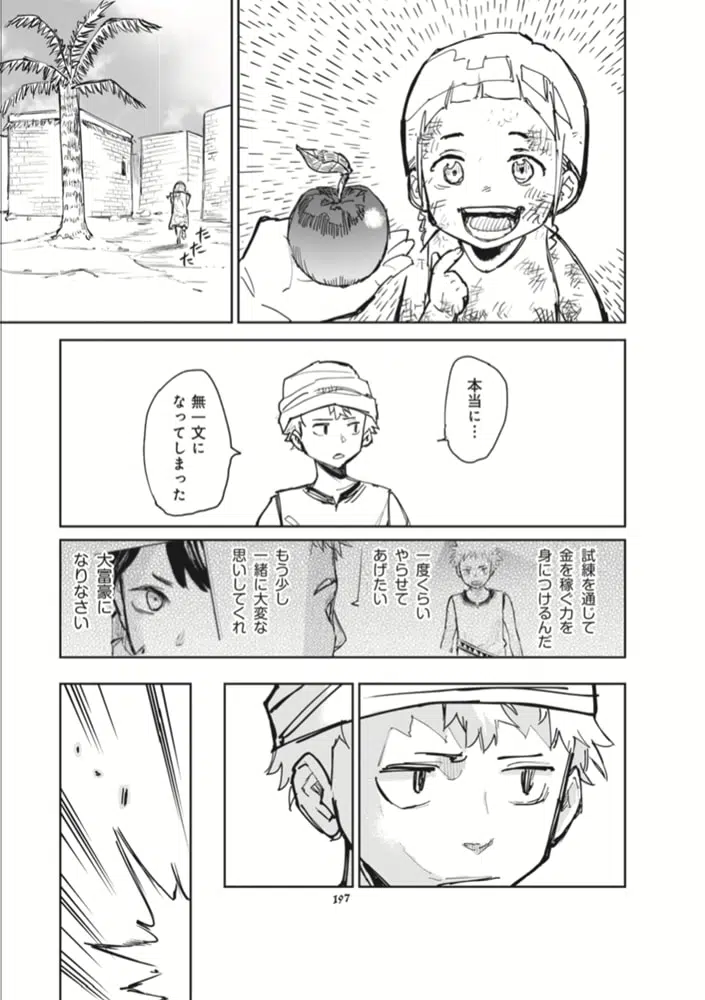 たたた
本当に…
無一文に
なってしまった
試練を通じて
金を稼ぐ力を
身につけるんだ
一度くらい
やらせて
あげたい
もう少し
一緒に大変な
思いしてくれ
大富豪に
なりなさい
197